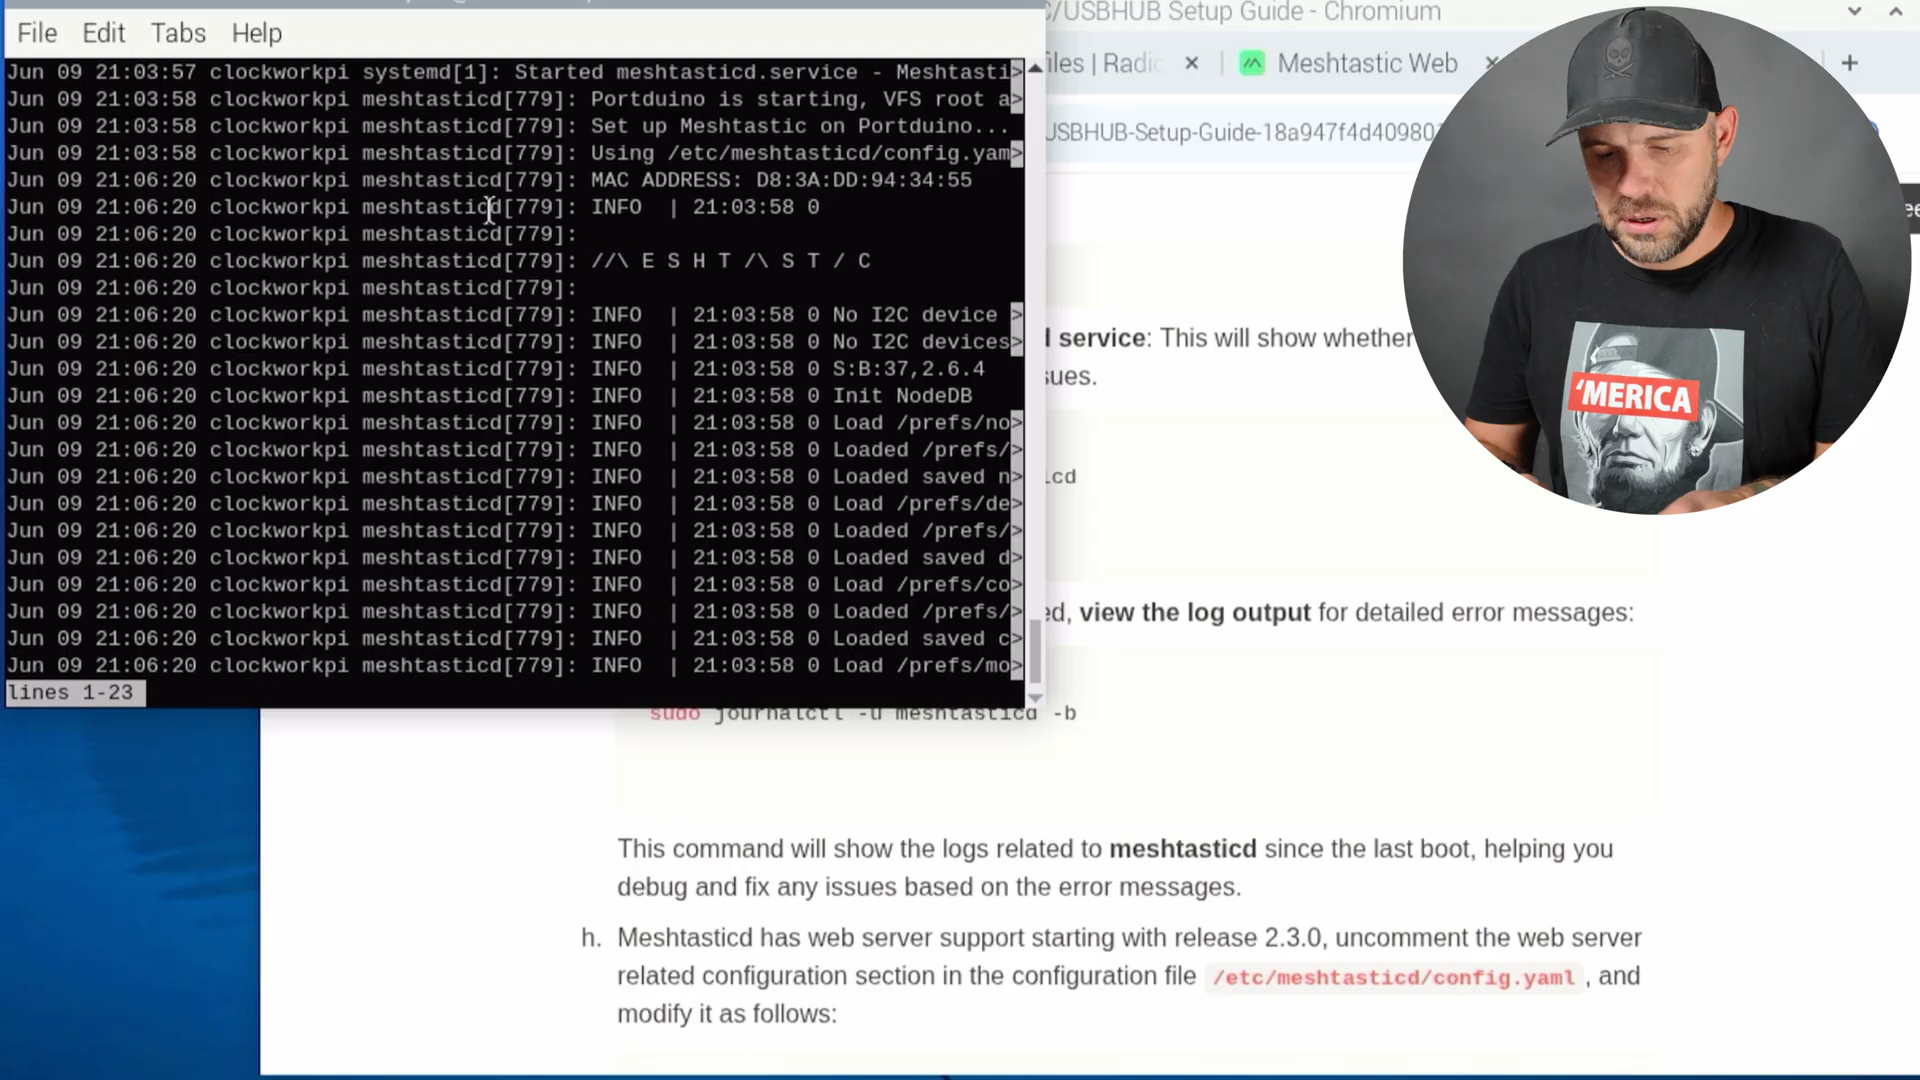 C/USBHUB Setup Guide - Chromium
File Edit Tabs Help
iles | Radio
Meshtastic Web
Jun 09 21:03:57 clockworkpi systemd[1]: Started meshtasticd.service - Meshtasti>
Jun 09 21:03:58 clockworkpi meshtasticd[779]: Portduino is starting, VFS root a>
Jun 09 21:03:58 clockworkpi meshtasticd[779]: Set up Meshtastic on Portduino...
Jun 09 21:03:58 clockworkpi meshtasticd[779]: Using /etc/meshtasticd/config.yam>
Jun 09 21:06:20 clockworkpi meshtasticd[779]: MAC ADDRESS: D8:3A:DD:94:34:55
Jun 09 21:06:20 clockworkpi meshtasticd[779]: INFO | 21:03:58 0
Jun 09 21:06:20 clockworkpi meshtasticd[779]:
Jun 09 21:06:20 clockworkpi meshtasticd[779]: //\ E S H T /\ S T / C
Jun 09 21:06:20 clockworkpi meshtasticd[779]:
Jun 09 21:06:20 clockworkpi meshtasticd[779]: INFO | 21:03:58 0 No I2C device >
Jun 09 21:06:20 clockworkpi meshtasticd[779]: INFO | 21:03:58 0 No I2C devices>
Jun 09 21:06:20 clockworkpi meshtasticd[779]: INFO | 21:03:58 0 S:B:37,2.6.4
Jun 09 21:06:20 clockworkpi meshtasticd[779]: INFO | 21:03:58 0 Init NodeDB
Jun 09 21:06:20 clockworkpi meshtasticd[779]: INFO | 21:03:58 0 Load /prefs/no>
Jun 09 21:06:20 clockworkpi meshtasticd[779]: INFO | 21:03:58 0 Loaded /prefs/>
Jun 09 21:06:20 clockworkpi meshtasticd[779]: INFO | 21:03:58 0 Loaded saved n>
Jun 09 21:06:20 clockworkpi meshtasticd[779]: INFO | 21:03:58 0 Load /prefs/de>
Jun 09 21:06:20 clockworkpi meshtasticd[779]: INFO | 21:03:58 0 Loaded /prefs/>
Jun 09 21:06:20 clockworkpi meshtasticd[779]: INFO | 21:03:58 0 Loaded saved d>
Jun 09 21:06:20 clockworkpi meshtasticd[779]: INFO | 21:03:58 0 Load /prefs/co>
Jun 09 21:06:20 clockworkpi meshtasticd[779]: INFO | 21:03:58 0 Loaded /prefs/>
Jun 09 21:06:20 clockworkpi meshtasticd[779]: INFO | 21:03:58 0 Loaded saved c>
Jun 09 21:06:20 clockworkpi meshtasticd[779]: INFO | 21:03:58 0 Load /prefs/mo>
lines 1-23
USBHUB-Setup-Guide-18a947f4d40980
d service: This will show whether
sues.
icd
ed, view the log output for detailed error messages:
sudo journalctl -u meshtasticd -b
This command will show the logs related to meshtasticd since the last boot, helping you
debug and fix any issues based on the error messages.
h. Meshtasticd has web server support starting with release 2.3.0, uncomment the web server
related configuration section in the configuration file /etc/meshtasticd/config.yaml , and
modify it as follows:
'MERICA